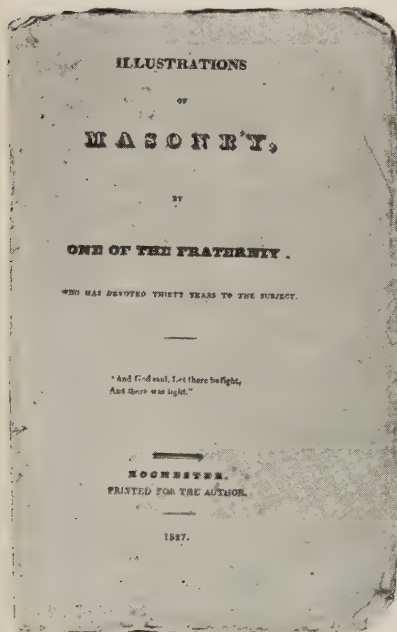 ILLUSTRATIONS
OF
MASONRY,
BY
ONE OF THE FRATERNITY.
WHO HAS DEVOTED THIRTY YEARS TO THE SUBJECT.
"And God said, Let there be light,
And there was light."
ROCHESTER.
PRINTED FOR THE AUTHOR.
1827.